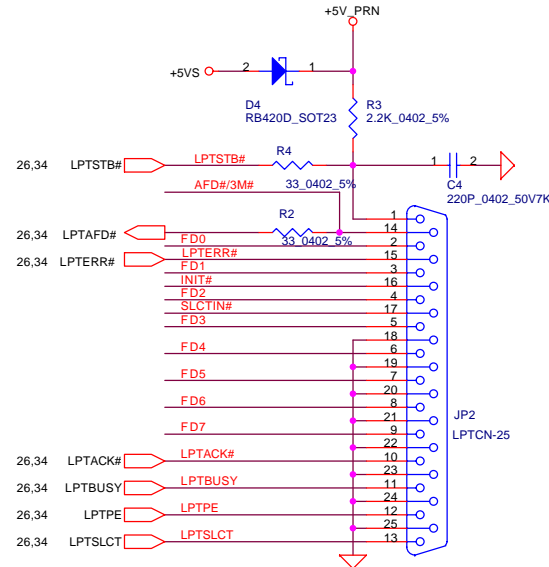 +5V_PRN
+5VS 2 1
D4
RB420D_SOT23
R3
2.2K_0402_5%
26,34 LPTSTB# LPTSTB# R4
33_0402_5%
1 2
C4
220P_0402_50V7K
AFD#/3M#
1
26,34 LPTAFD# R2 14
33_0402_5%
FD0 2
26,34 LPTERR# LPTERR# 15
FD1 3
INIT# 16
FD2 4
SLCTIN# 17
FD3 5
18
FD4 6
19
FD5 7
20
FD6 8
21
JP2
LPTCN-25
FD7 9
22
26,34 LPTACK# LPTACK# 10
23
26,34 LPTBUSY LPTBUSY 11
24
26,34 LPTPE LPTPE 12
25
26,34 LPTSLCT LPTSLCT 13